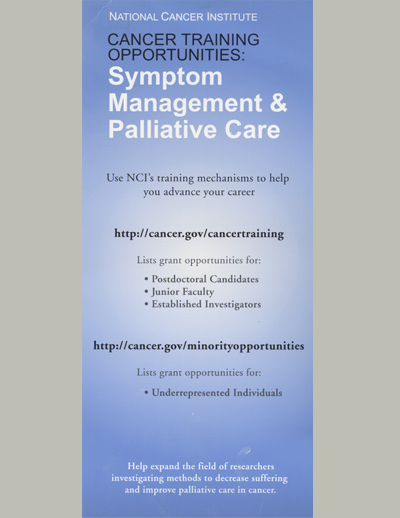 NATIONAL CANCER INSTITUTE
CANCER TRAINING
OPPORTUNITIES:
Symptom
Management &
Palliative Care
Use NCI's training mechanisms to help
you advance your career
http://cancer.gov/cancertraining
Lists grant opportunities for:
• Postdoctoral Candidates
• Junior Faculty
• Established Investigators
http://cancer.gov/minorityopportunities
Lists grant opportunities for:
• Underrepresented Individuals
Help expand the field of researchers
investigating methods to decrease suffering
and improve palliative care in cancer.